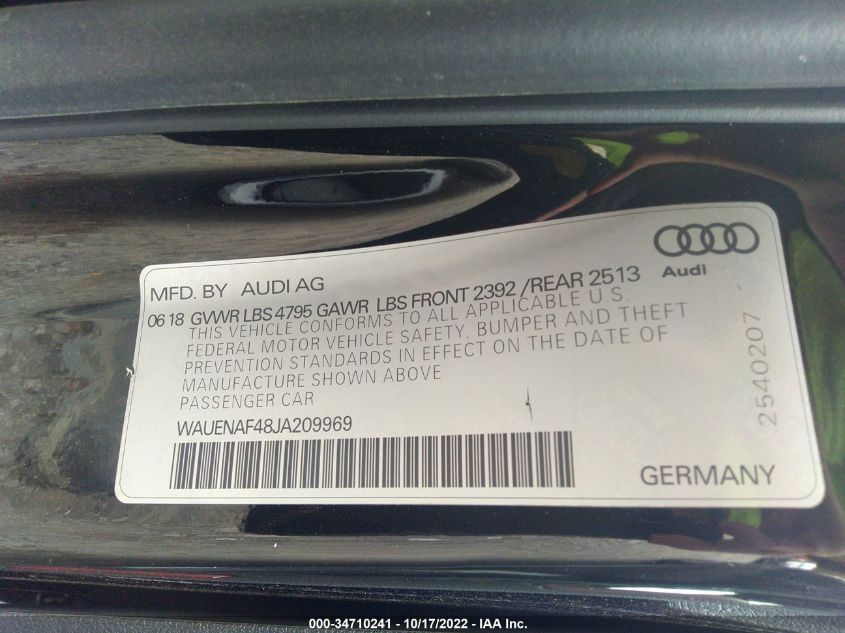 Audi
MFD. BY AUDI AG
06 18 GVWR LBS 4795 GAWR LBS FRONT 2392 /REAR 2513
THIS VEHICLE CONFORMS TO ALL APPLICABLE U.S.
FEDERAL MOTOR VEHICLE SAFETY, BUMPER AND THEFT
PREVENTION STANDARDS IN EFFECT ON THE DATE OF
MANUFACTURE SHOWN ABOVE
PASSENGER CAR
WAUENAF48JA209969
2540207
GERMANY
000-34710241 - 10/17/2022 - IAA Inc.